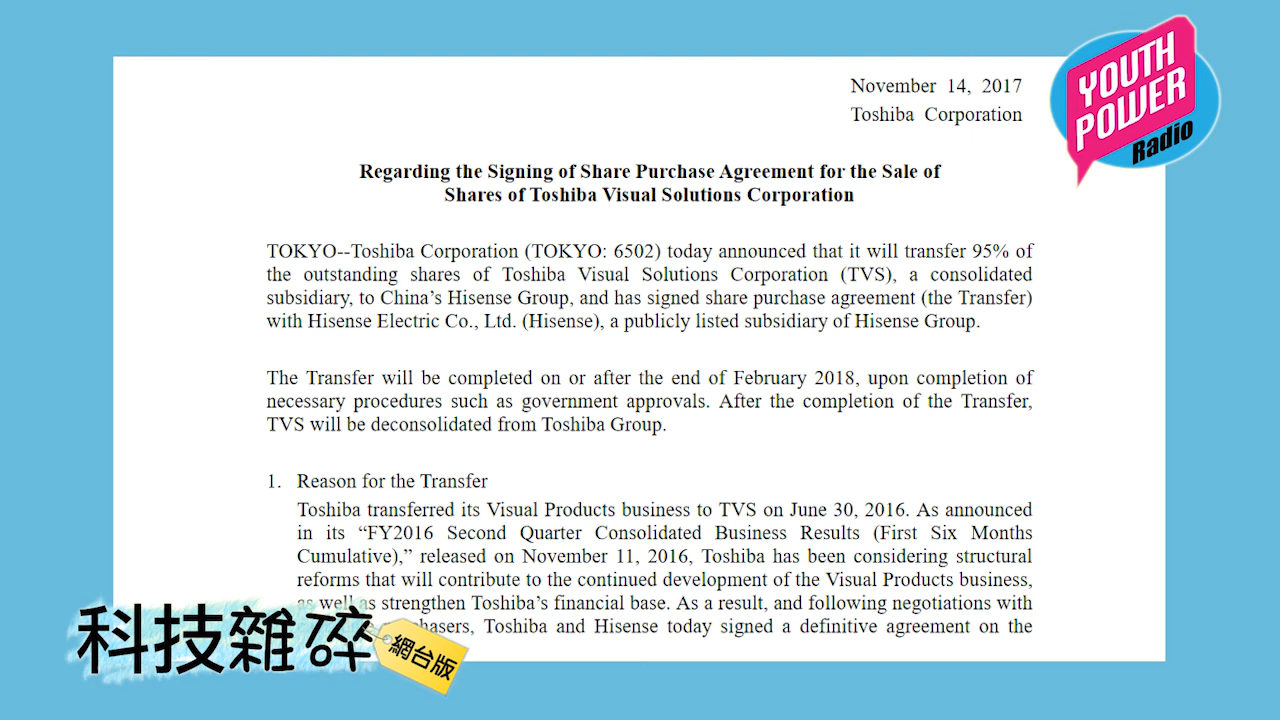 November 14, 2017
Toshiba Corporation
YOUTH
POWER
Radio
Regarding the Signing of Share Purchase Agreement for the Sale of
Shares of Toshiba Visual Solutions Corporation
TOKYO--Toshiba Corporation (TOKYO: 6502) today announced that it will transfer 95% of
the outstanding shares of Toshiba Visual Solutions Corporation (TVS), a consolidated
subsidiary, to China’s Hisense Group, and has signed share purchase agreement (the Transfer)
with Hisense Electric Co., Ltd. (Hisense), a publicly listed subsidiary of Hisense Group.
The Transfer will be completed on or after the end of February 2018, upon completion of
necessary procedures such as government approvals. After the completion of the Transfer,
TVS will be deconsolidated from Toshiba Group.
1. Reason for the Transfer
Toshiba transferred its Visual Products business to TVS on June 30, 2016. As announced
in its “FY2016 Second Quarter Consolidated Business Results (First Six Months
Cumulative),” released on November 11, 2016, Toshiba has been considering structural
reforms that will contribute to the continued development of the Visual Products business,
as well as strengthen Toshiba’s financial base. As a result, and following negotiations with
Toshiba and Hisense today signed a definitive agreement on the
科技雜碎
網台版